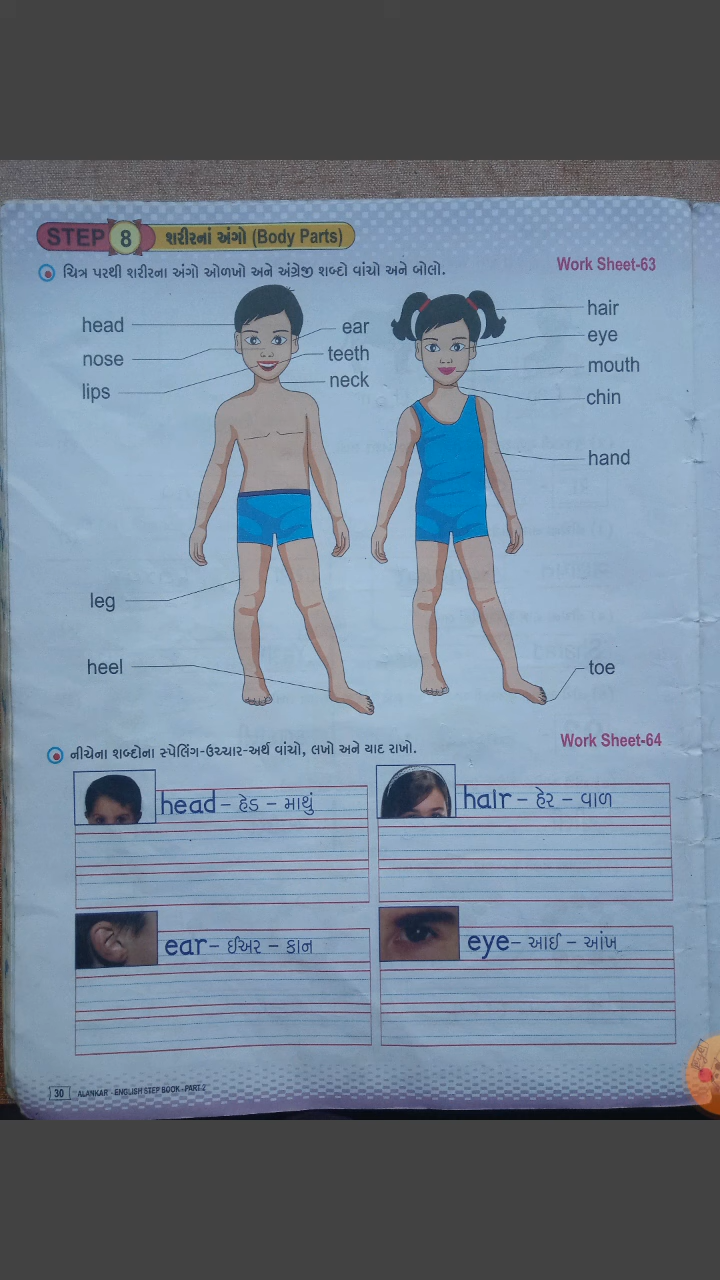 STEP 8 શરીરનાં અંગો (Body Parts)
Work Sheet-63
ચિત્ર પરથી શરીરના અંગો ઓળખો અને અંગ્રેજી શબ્દો વાંચો અને બોલો.
head
nose
lips
ear
teeth
neck
hair
eye
mouth
chin
hand
leg
heel
toe
Work Sheet-64
નીચેના શબ્દોના સ્પેલિંગ-ઉચ્ચાર-અર્થ વાંચો, લખો અને યાદ રાખો.
head – હેડ – માથું
hair – હેર – વાળ
ear – ઈઅર – કાન
eye – આઈ – આંખ
30 ALANKAR - ENGLISH STEP BOOK - PART-2